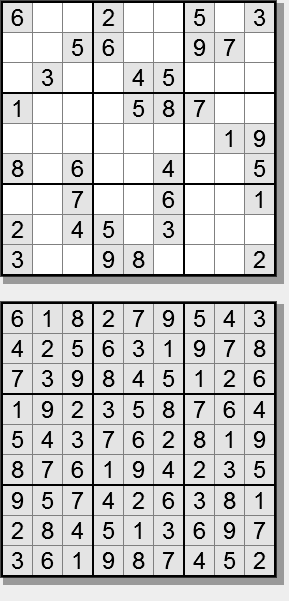 6 2 5 3
5 6 9 7
3 4 5
1 5 8 7
1 9
8 6 4 5
7 6 1
2 4 5 3
3 9 8 2
6 1 8 2 7 9 5 4 3
4 2 5 6 3 1 9 7 8
7 3 9 8 4 5 1 2 6
1 9 2 3 5 8 7 6 4
5 4 3 7 6 2 8 1 9
8 7 6 1 9 4 2 3 5
9 5 7 4 2 6 3 8 1
2 8 4 5 1 3 6 9 7
3 6 1 9 8 7 4 5 2